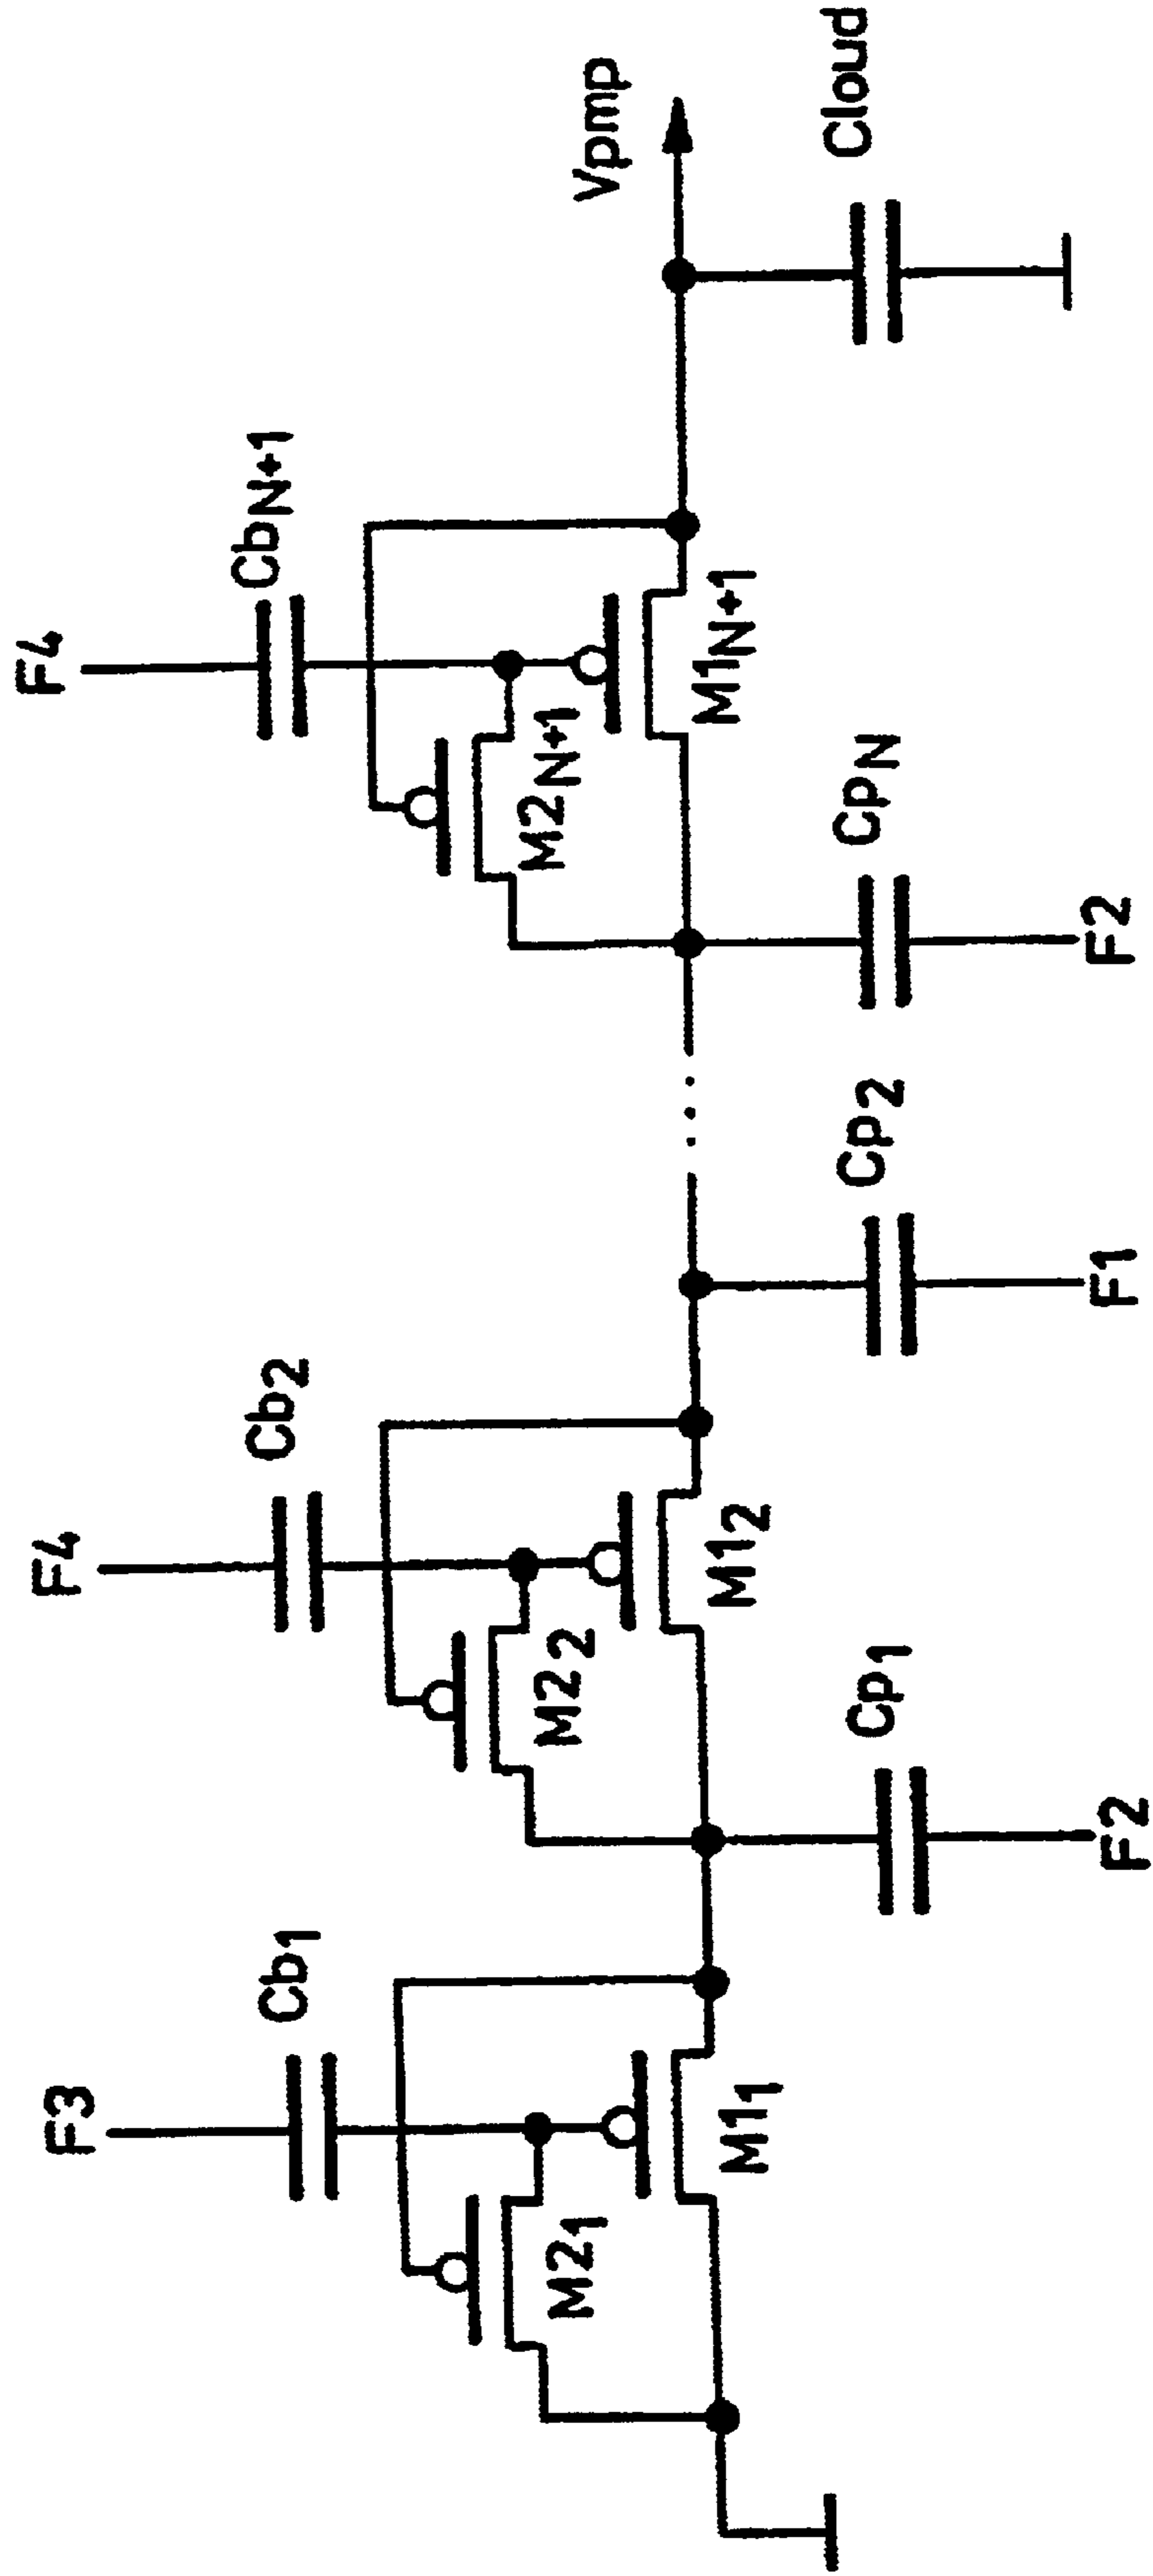 F3
F4
F4
Cb1
Cb2
CbN+1
M21
M22
M2N+1
Vpmp
M11
M12
M1N+1
Cp1
Cp2
CpN
Cloud
F2
F1
F2